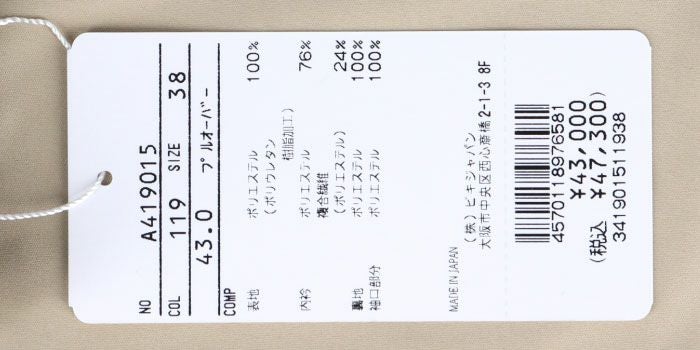 NO A419015
COL 119 SIZE 38
43.0 プルオーバー
COMP
表地 ポリエステル 100%
(ポリウレタン
樹脂加工)
内衿 ポリエステル 76%
複合繊維
(ポリエステル) 24%
裏地 ポリエステル 100%
袖口部分 ポリエステル 100%
MADE IN JAPAN
(株)ビキジャパン
大阪市中央区西心斎橋2-1-3 8F
4570118976581
¥43,000
(税込 ¥47,300)
341901511938